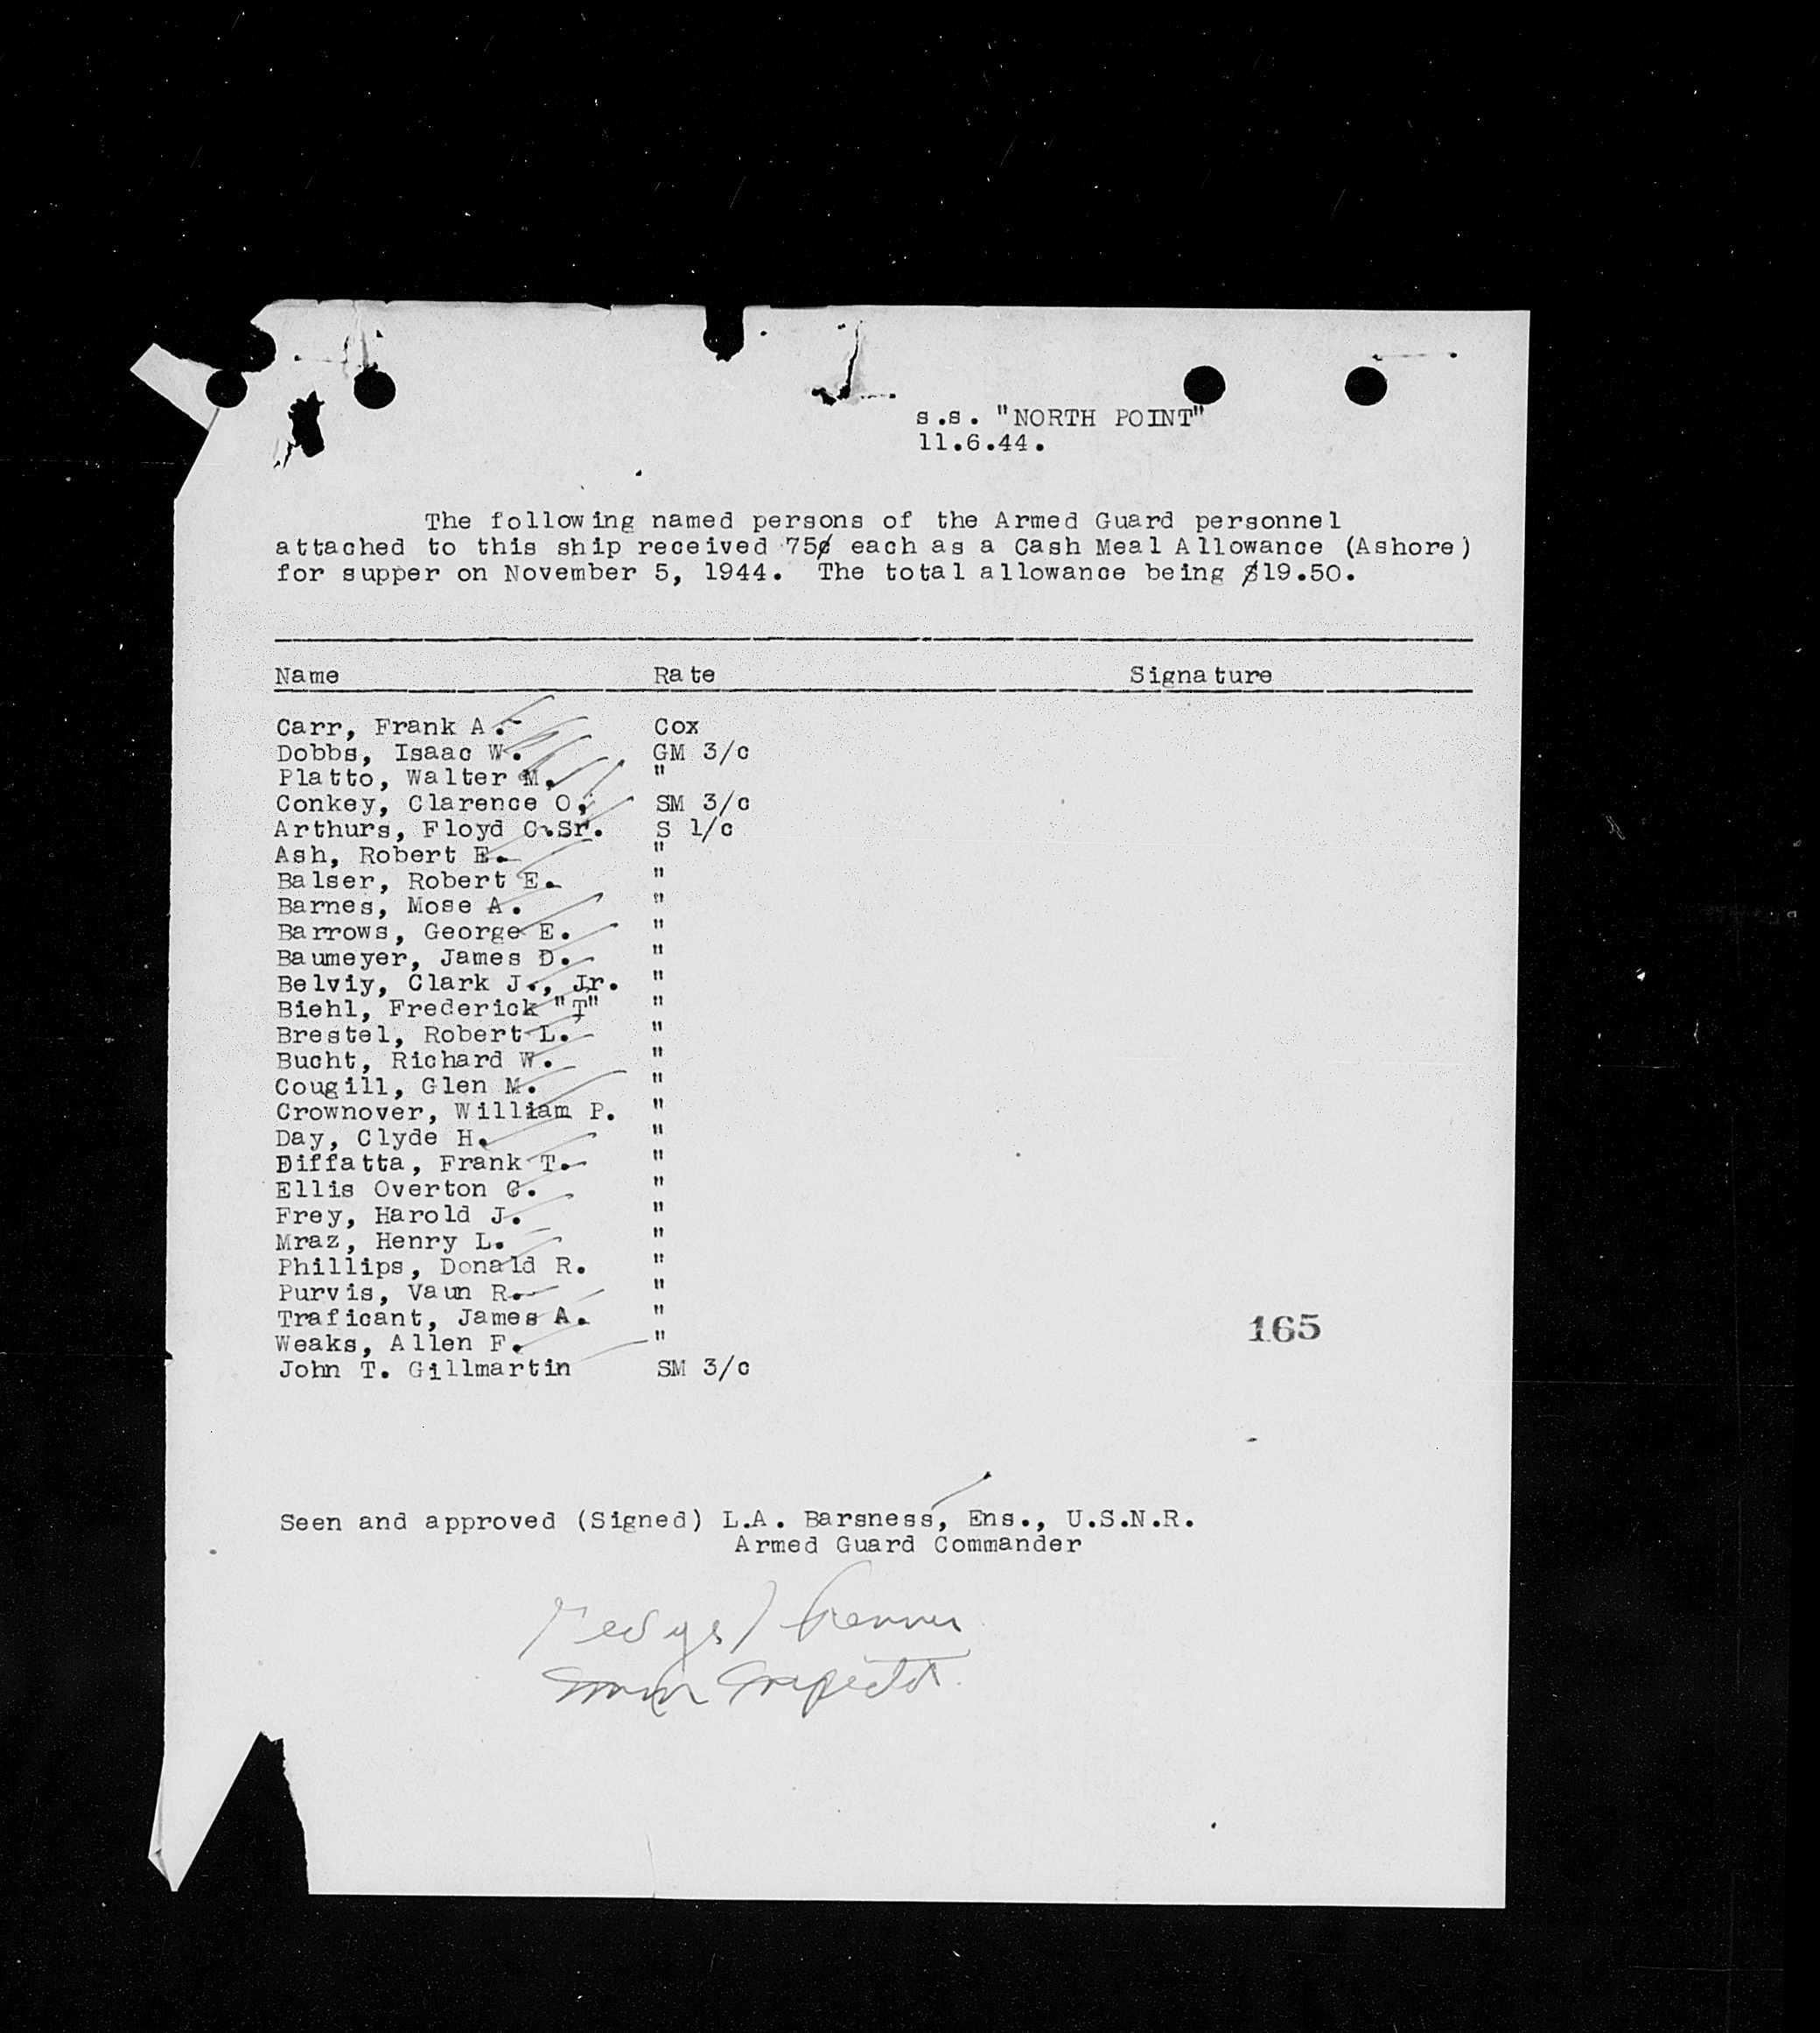 s.s. "NORTH POINT"
11.6.44.
The following named persons of the Armed Guard personnel
attached to this ship received 75¢ each as a Cash Meal Allowance (Ashore)
for supper on November 5, 1944. The total allowance being $19.50.
Name Rate Signature
Carr, Frank A. Cox
Dobbs, Isaac W. GM 3/c
Platto, Walter M. "
Conkey, Clarence O. SM 3/c
Arthurs, Floyd C.Sr. S 1/c
Ash, Robert E. "
Balser, Robert E. "
Barnes, Mose A. "
Barrows, George E. "
Baumeyer, James D. "
Belviy, Clark J., Jr. "
Biehl, Frederick "T" "
Brestel, Robert L. "
Bucht, Richard W. "
Cougill, Glen M. "
Crownover, William P. "
Day, Clyde H. "
Diffatta, Frank T. "
Ellis Overton C. "
Frey, Harold J. "
Mraz, Henry L. "
Phillips, Donald R. "
Purvis, Vaun R. "
Traficant, James A. "
165
Weaks, Allen F. "
John T. Gillmartin SM 3/c
Seen and approved (Signed) L.A. Barsness, Ens., U.S.N.R.
Armed Guard Commander